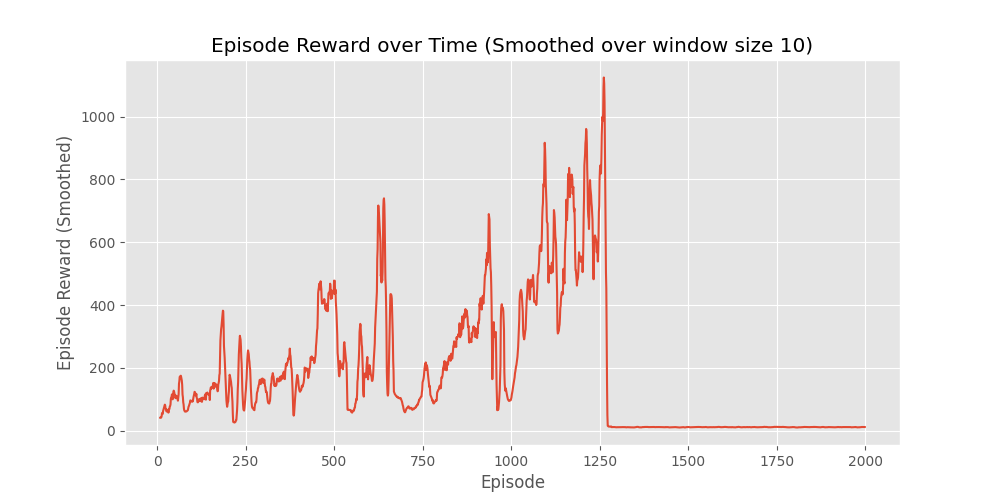 Episode Reward over Time (Smoothed over window size 10)
Episode Reward (Smoothed)
1000
800
600
400
200
0
0 250 500 750 1000 1250 1500 1750 2000
Episode